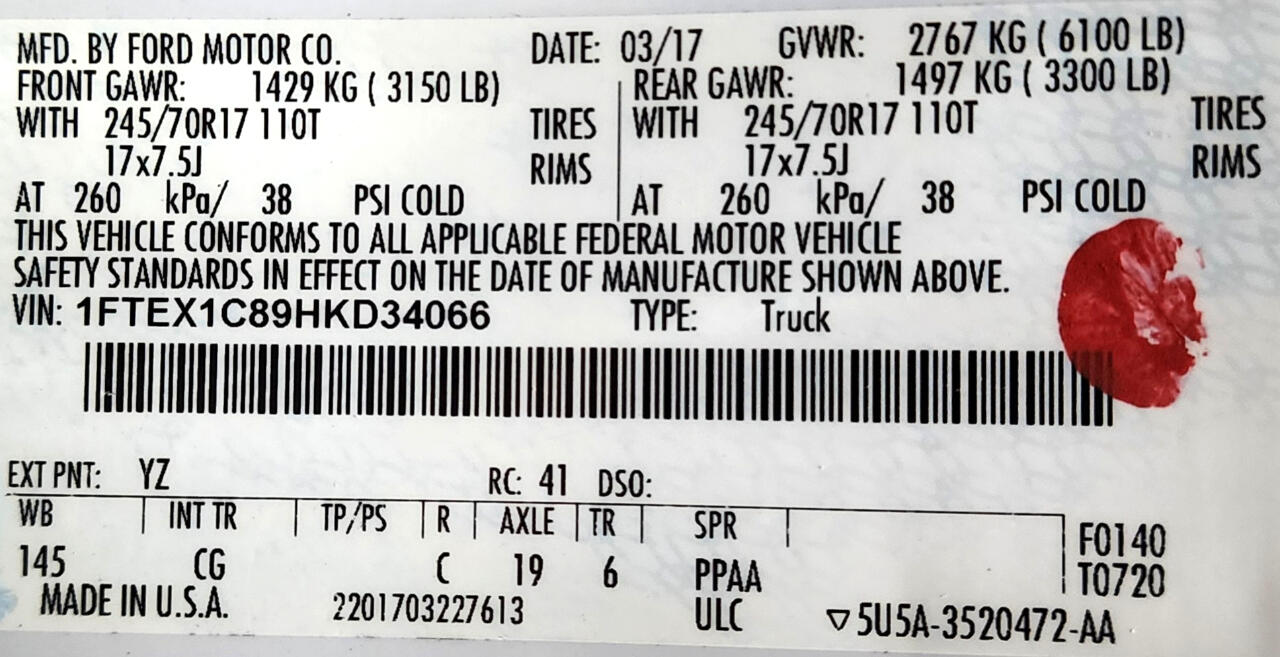 MFD. BY FORD MOTOR CO. DATE: 03/17 GVWR: 2767 KG ( 6100 LB)
FRONT GAWR: 1429 KG ( 3150 LB) REAR GAWR: 1497 KG ( 3300 LB)
WITH 245/70R17 110T TIRES WITH 245/70R17 110T TIRES
17x7.5J RIMS 17x7.5J RIMS
AT 260 kPa/ 38 PSI COLD AT 260 kPa/ 38 PSI COLD
THIS VEHICLE CONFORMS TO ALL APPLICABLE FEDERAL MOTOR VEHICLE
SAFETY STANDARDS IN EFFECT ON THE DATE OF MANUFACTURE SHOWN ABOVE.
VIN: 1FTEX1C89HKD34066 TYPE: Truck
EXT PNT: YZ RC: 41 DSO:
WB INT TR TP/PS R AXLE TR SPR F0140
145 CG C 19 6 PPAA T0720
MADE IN U.S.A. 2201703227613 ULC ▽5U5A-3520472-AA